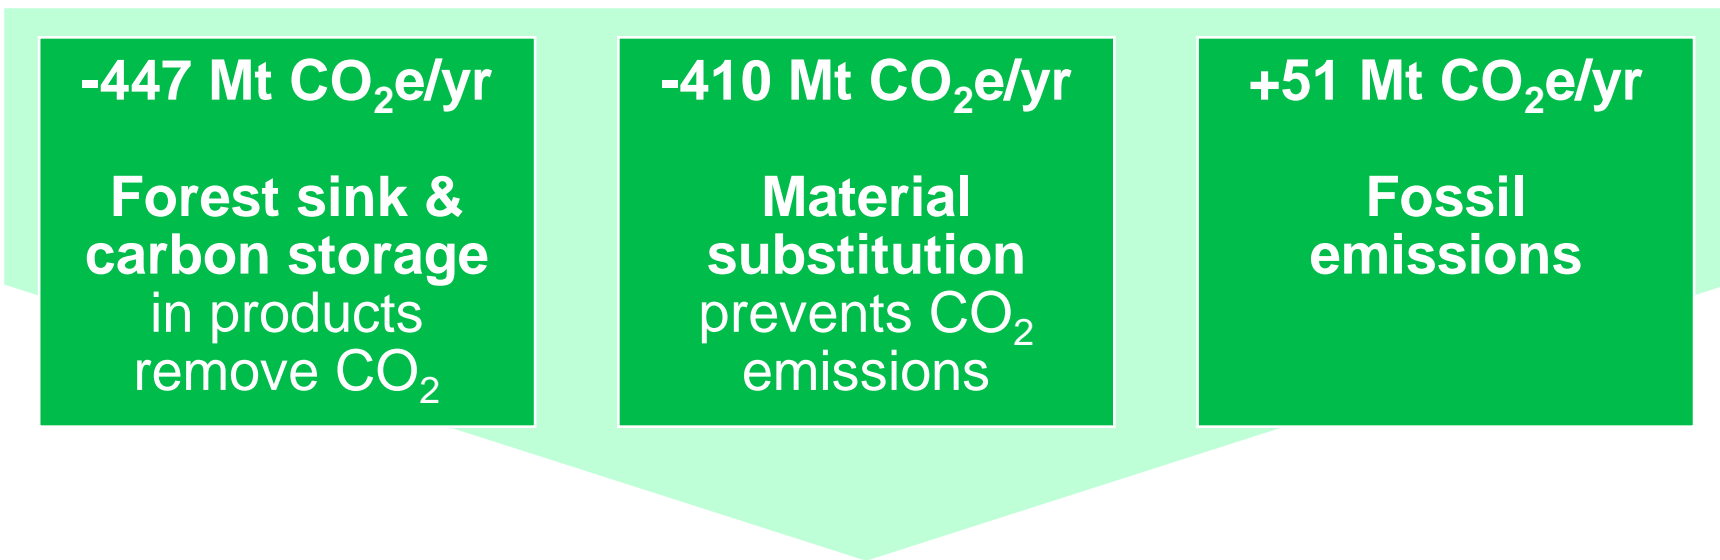 -447 Mt CO₂e/yr
Forest sink &
carbon storage
in products
remove CO₂
-410 Mt CO₂e/yr
Material
substitution
prevents CO₂
emissions
+51 Mt CO₂e/yr
Fossil
emissions